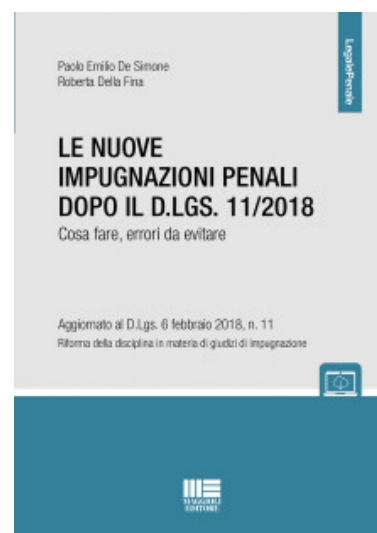 Paolo Emilio De Simone
Roberta Della Fina
LegalePenale
LE NUOVE
IMPUGNAZIONI PENALI
DOPO IL D.LGS. 11/2018
Cosa fare, errori da evitare
Aggiornato al D.Lgs. 6 febbraio 2018, n. 11
Riforma della disciplina in materia di giudizi di impugnazione
MAGGIOLI
EDITORE